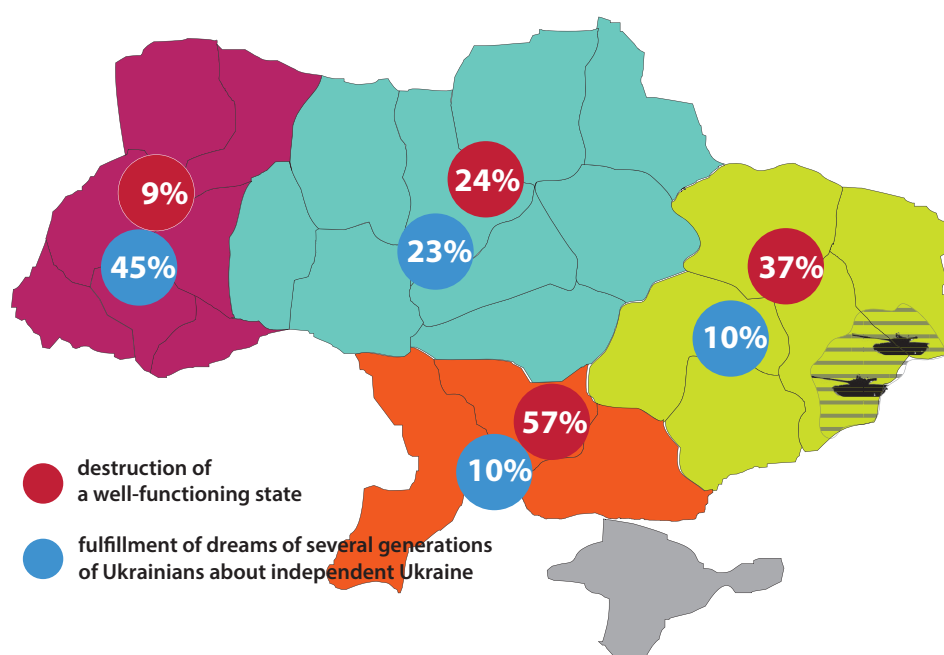 9%
24%
45%
23%
37%
10%
57%
10%
destruction of
a well-functioning state
fulfillment of dreams of several generations
of Ukrainians about independent Ukraine